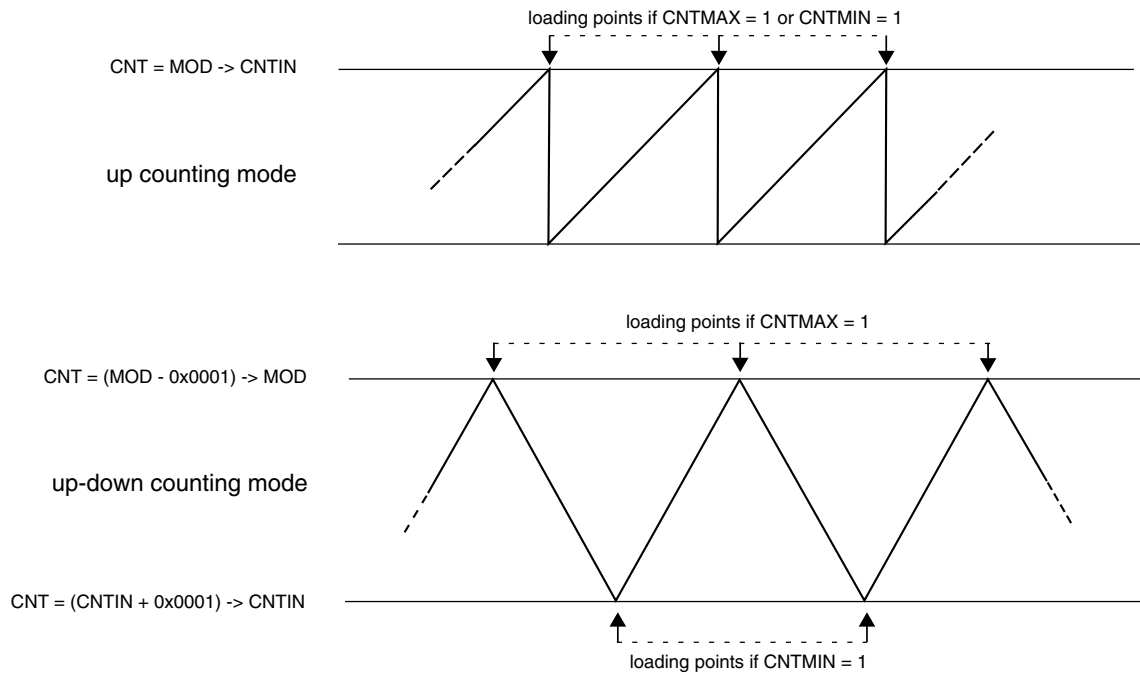 loading points if CNTMAX = 1 or CNTMIN = 1
CNT = MOD -> CNTIN
up counting mode
loading points if CNTMAX = 1
CNT = (MOD - 0x0001) -> MOD
up-down counting mode
CNT = (CNTIN + 0x0001) -> CNTIN
loading points if CNTMIN = 1